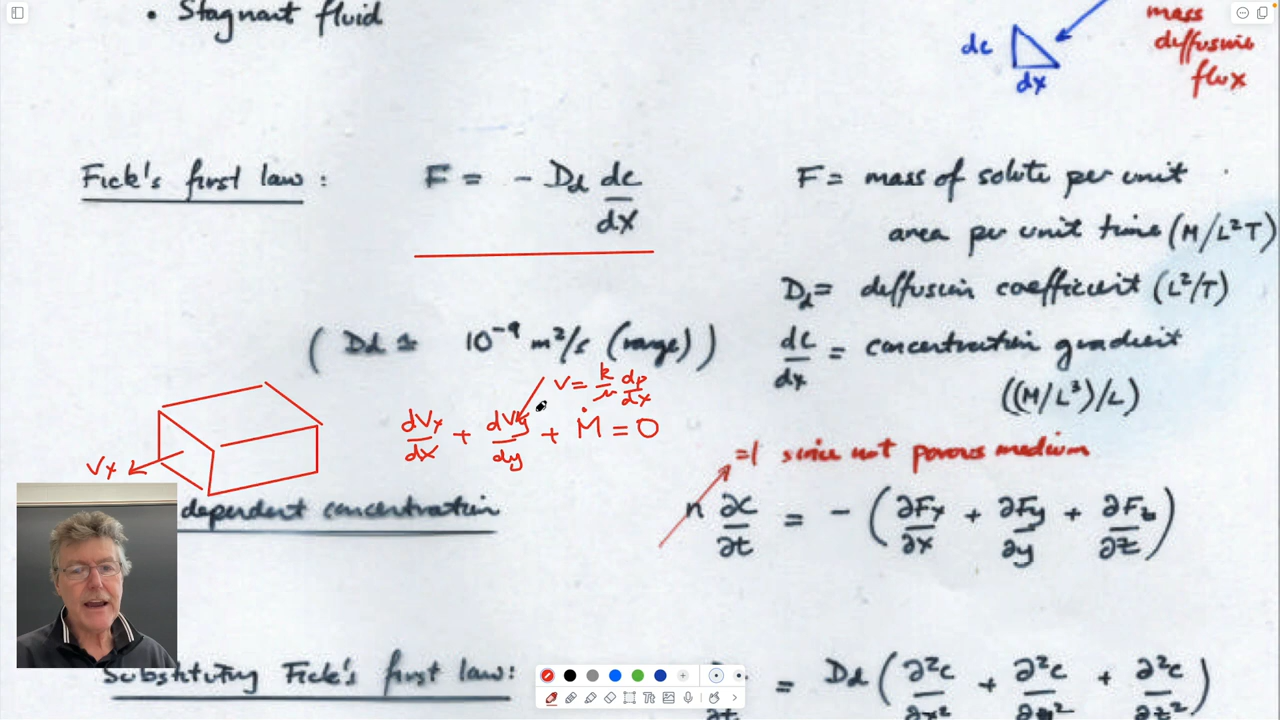 • Stagnant fluid
mass
diffusive
flux
dc
dx
Fick's first law : F = - Dd dc/dx
F = mass of solute per unit
area per unit time (M/L²T)
Dd = diffusion coefficient (L²/T)
(Dd ≃ 10⁻⁹ m²/s (range))
dc/dx = concentration gradient
((M/L³)/L)
v = k/μ dp/dx
dVx/dx + dVy/dy + Ṁ = 0
Vx
=1 since not porous medium
dependent concentration
n ∂c/∂t = - (∂Fx/∂x + ∂Fy/∂y + ∂Fz/∂z)
Substituting Fick's first law:
∂t = Dd (∂²c/∂x² + ∂²c/∂y² + ∂²c/∂z²)